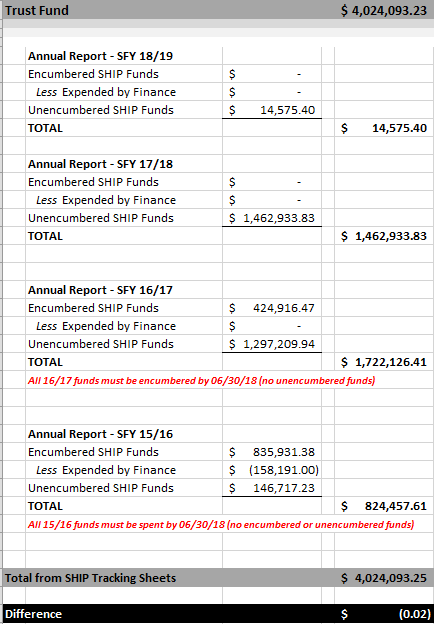 Trust Fund $ 4,024,093.23
Annual Report - SFY 18/19
Encumbered SHIP Funds $ -
Less Expended by Finance $ -
Unencumbered SHIP Funds $ 14,575.40
TOTAL $ 14,575.40
Annual Report - SFY 17/18
Encumbered SHIP Funds $ -
Less Expended by Finance $ -
Unencumbered SHIP Funds $ 1,462,933.83
TOTAL $ 1,462,933.83
Annual Report - SFY 16/17
Encumbered SHIP Funds $ 424,916.47
Less Expended by Finance $ -
Unencumbered SHIP Funds $ 1,297,209.94
TOTAL $ 1,722,126.41
All 16/17 funds must be encumbered by 06/30/18 (no unencumbered funds)
Annual Report - SFY 15/16
Encumbered SHIP Funds $ 835,931.38
Less Expended by Finance $ (158,191.00)
Unencumbered SHIP Funds $ 146,717.23
TOTAL $ 824,457.61
All 15/16 funds must be spent by 06/30/18 (no encumbered or unencumbered funds)
Total from SHIP Tracking Sheets $ 4,024,093.25
Difference $ (0.02)